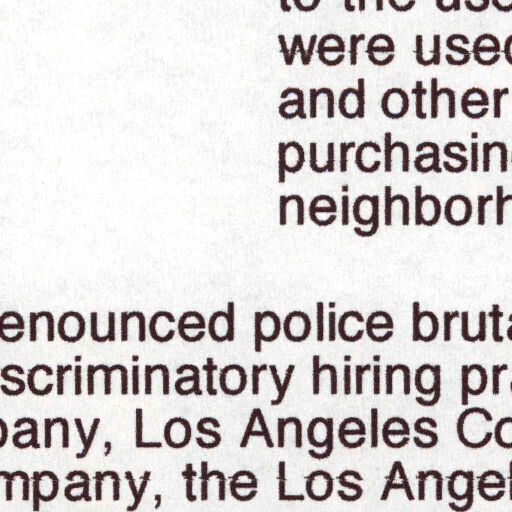 to the use
were used
and other
purchasin
neighborh
enounced police bruta
scriminatory hiring pra
pany, Los Angeles Co
mpany, the Los Angel